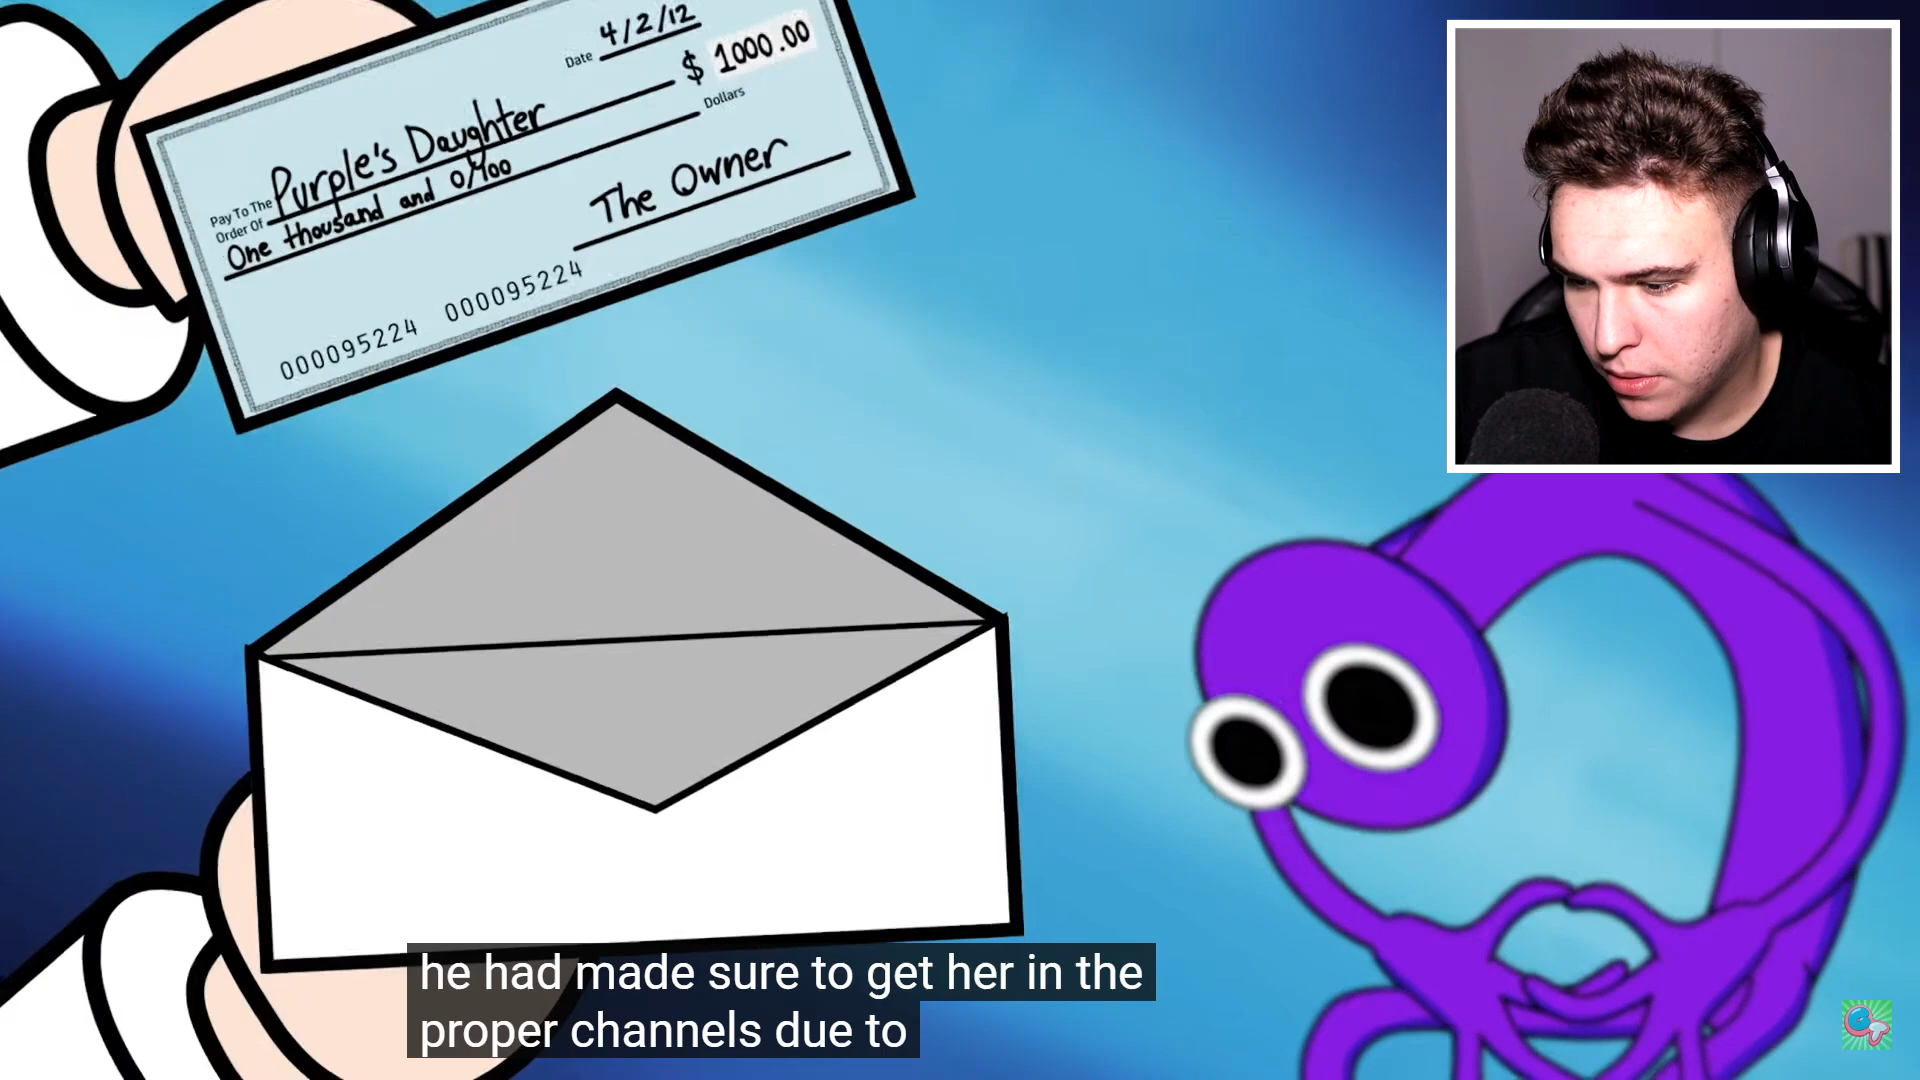 Date 4/2/12
$ 1000.00
Pay To The
Order Of Purple's Daughter
Dollars
One thousand and 0/100
The Owner
000095224 000095224
he had made sure to get her in the
proper channels due to